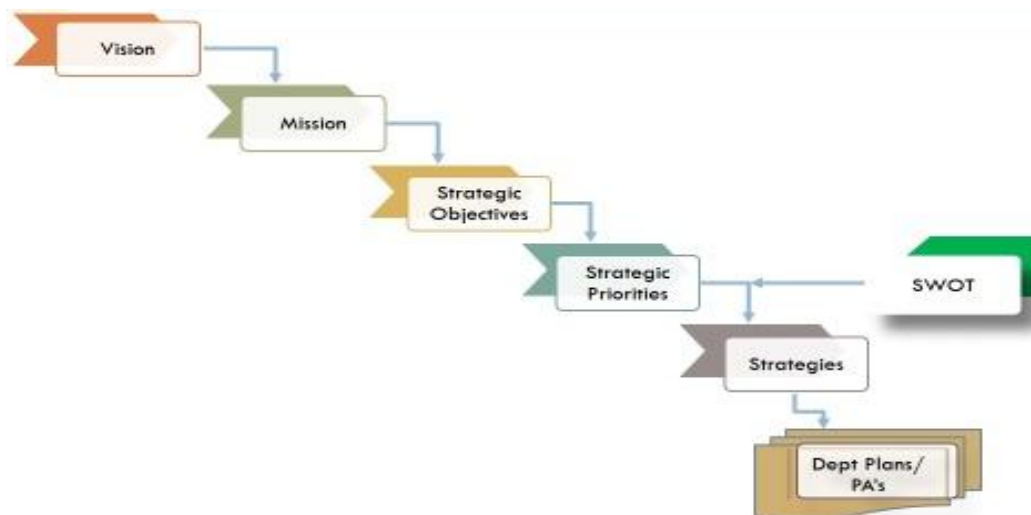 Vision
Mission
Strategic
Objectives
Strategic
Priorities
SWOT
Strategies
Dept Plans/
PA's